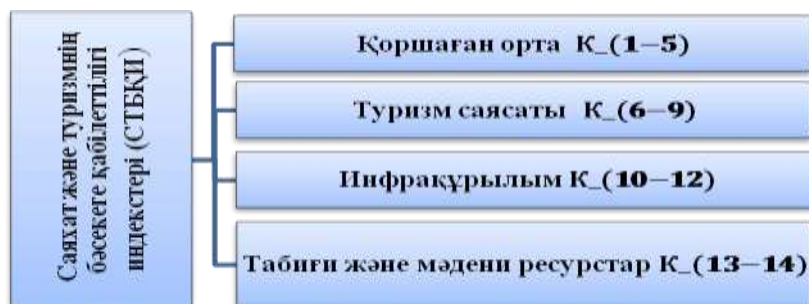 Саяхат және туризмнің
бәсекеге қабілеттілігі
индекстері (СТБҚИ)
Қоршаған орта К_(1–5)
Туризм саясаты К_(6–9)
Инфрақұрылым К_(10–12)
Табиғи және мәдени ресурстар К_(13–14)